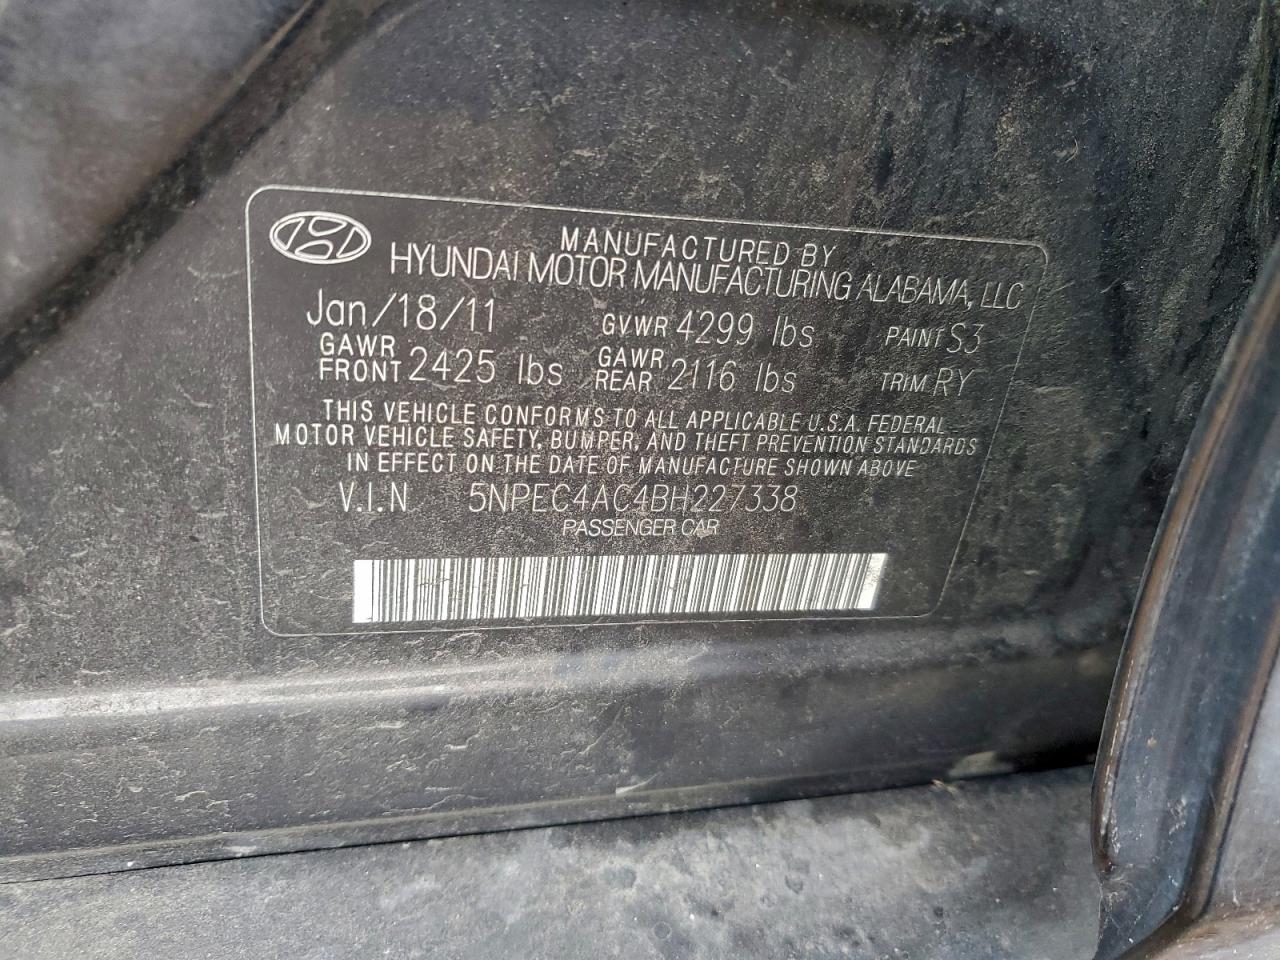 MANUFACTURED BY
HYUNDAI MOTOR MANUFACTURING ALABAMA, LLC
Jan/18/11 GVWR 4299 lbs PAINT S3
GAWR FRONT 2425 lbs GAWR REAR 2116 lbs TRIM RY
THIS VEHICLE CONFORMS TO ALL APPLICABLE U.S.A. FEDERAL
MOTOR VEHICLE SAFETY, BUMPER, AND THEFT PREVENTION STANDARDS
IN EFFECT ON THE DATE OF MANUFACTURE SHOWN ABOVE
V.I.N 5NPEC4AC4BH227338
PASSENGER CAR